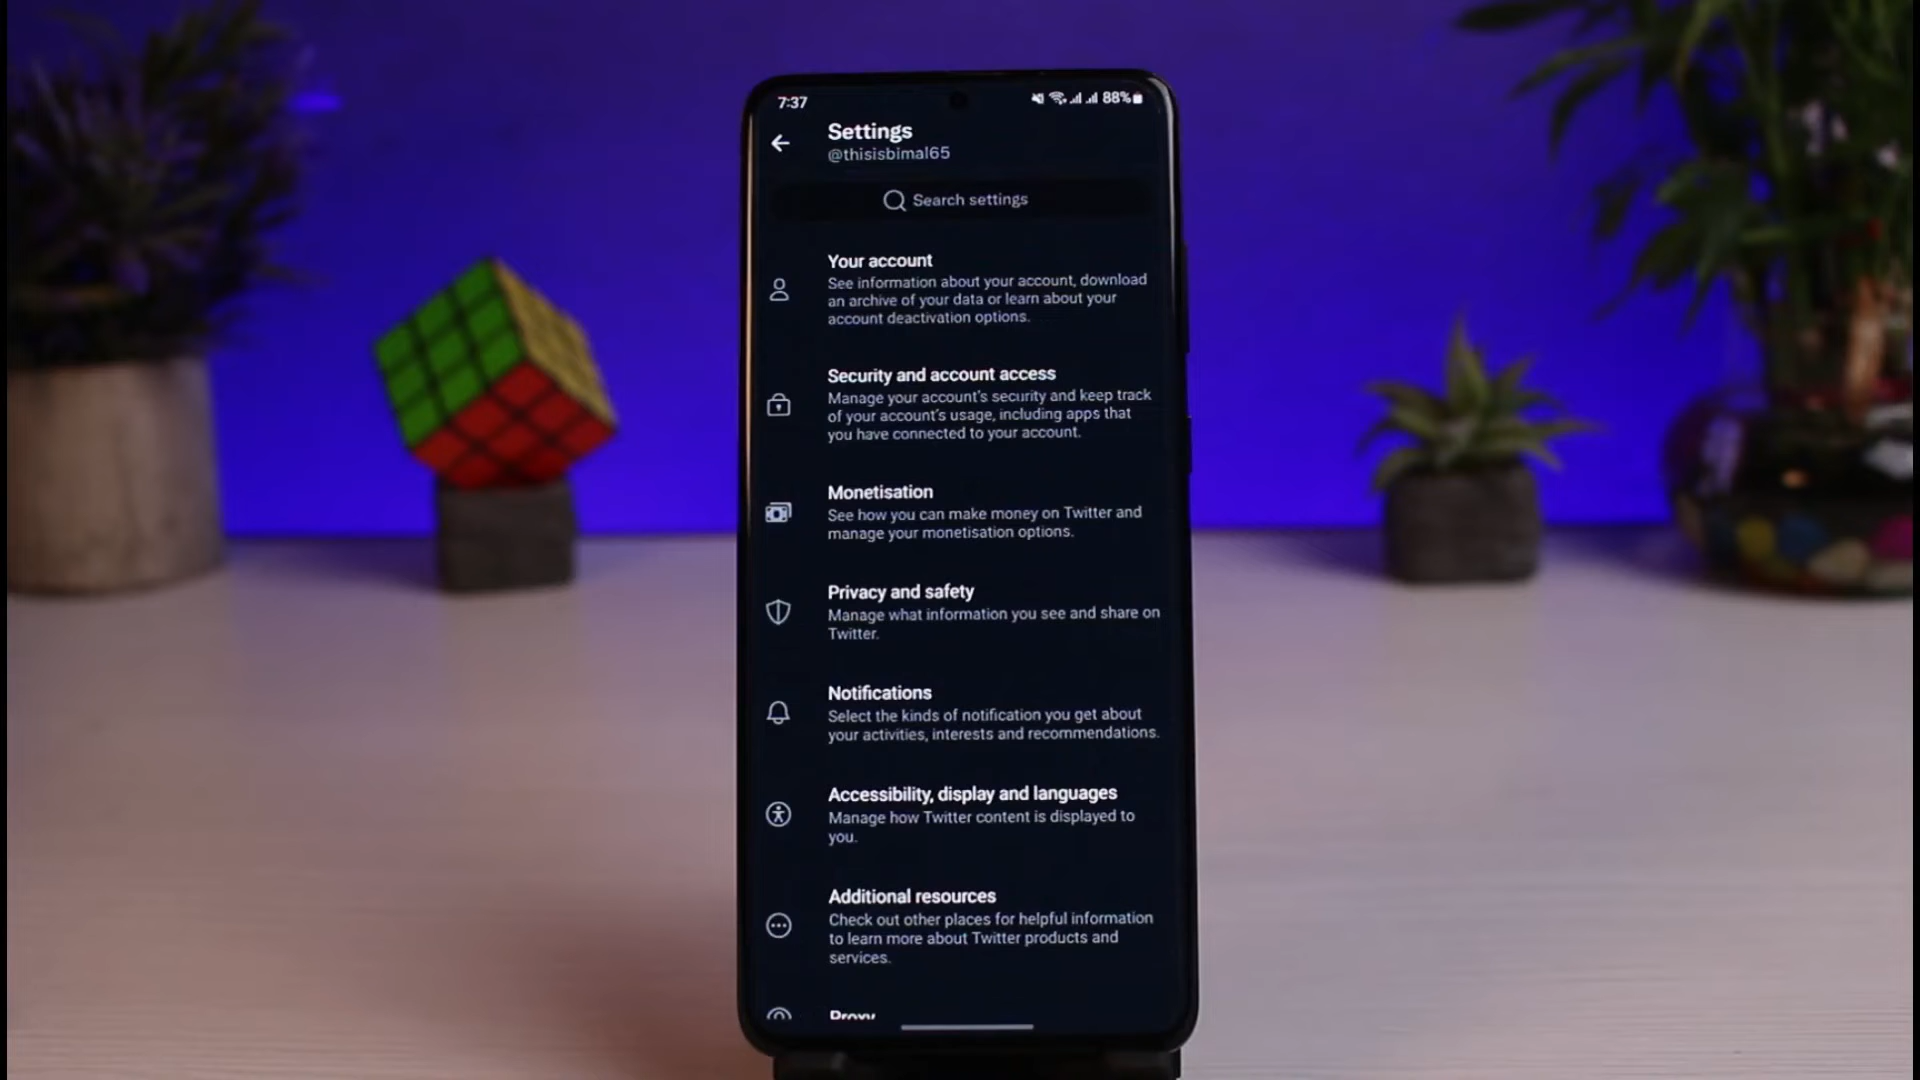 7:37
88%
Settings
@thisisbimal65
Search settings
Your account
See information about your account, download
an archive of your data or learn about your
account deactivation options.
Security and account access
Manage your account's security and keep track
of your account's usage, including apps that
you have connected to your account.
Monetisation
See how you can make money on Twitter and
manage your monetisation options.
Privacy and safety
Manage what information you see and share on
Twitter.
Notifications
Select the kinds of notification you get about
your activities, interests and recommendations.
Accessibility, display and languages
Manage how Twitter content is displayed to
you.
Additional resources
Check out other places for helpful information
to learn more about Twitter products and
services.
Proxy